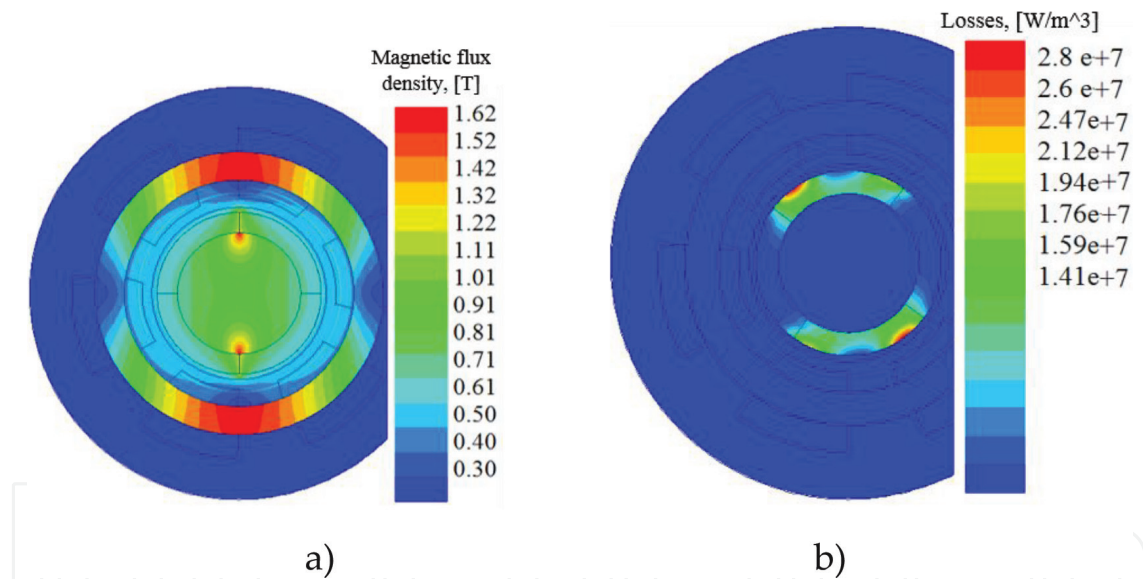 Magnetic flux
density, [T]
1.62
1.52
1.42
1.32
1.22
1.11
1.01
0.91
0.81
0.71
0.61
0.50
0.40
0.30
a)
Losses, [W/m^3]
2.8 e+7
2.6 e+7
2.47e+7
2.12e+7
1.94e+7
1.76e+7
1.59e+7
1.41e+7
b)